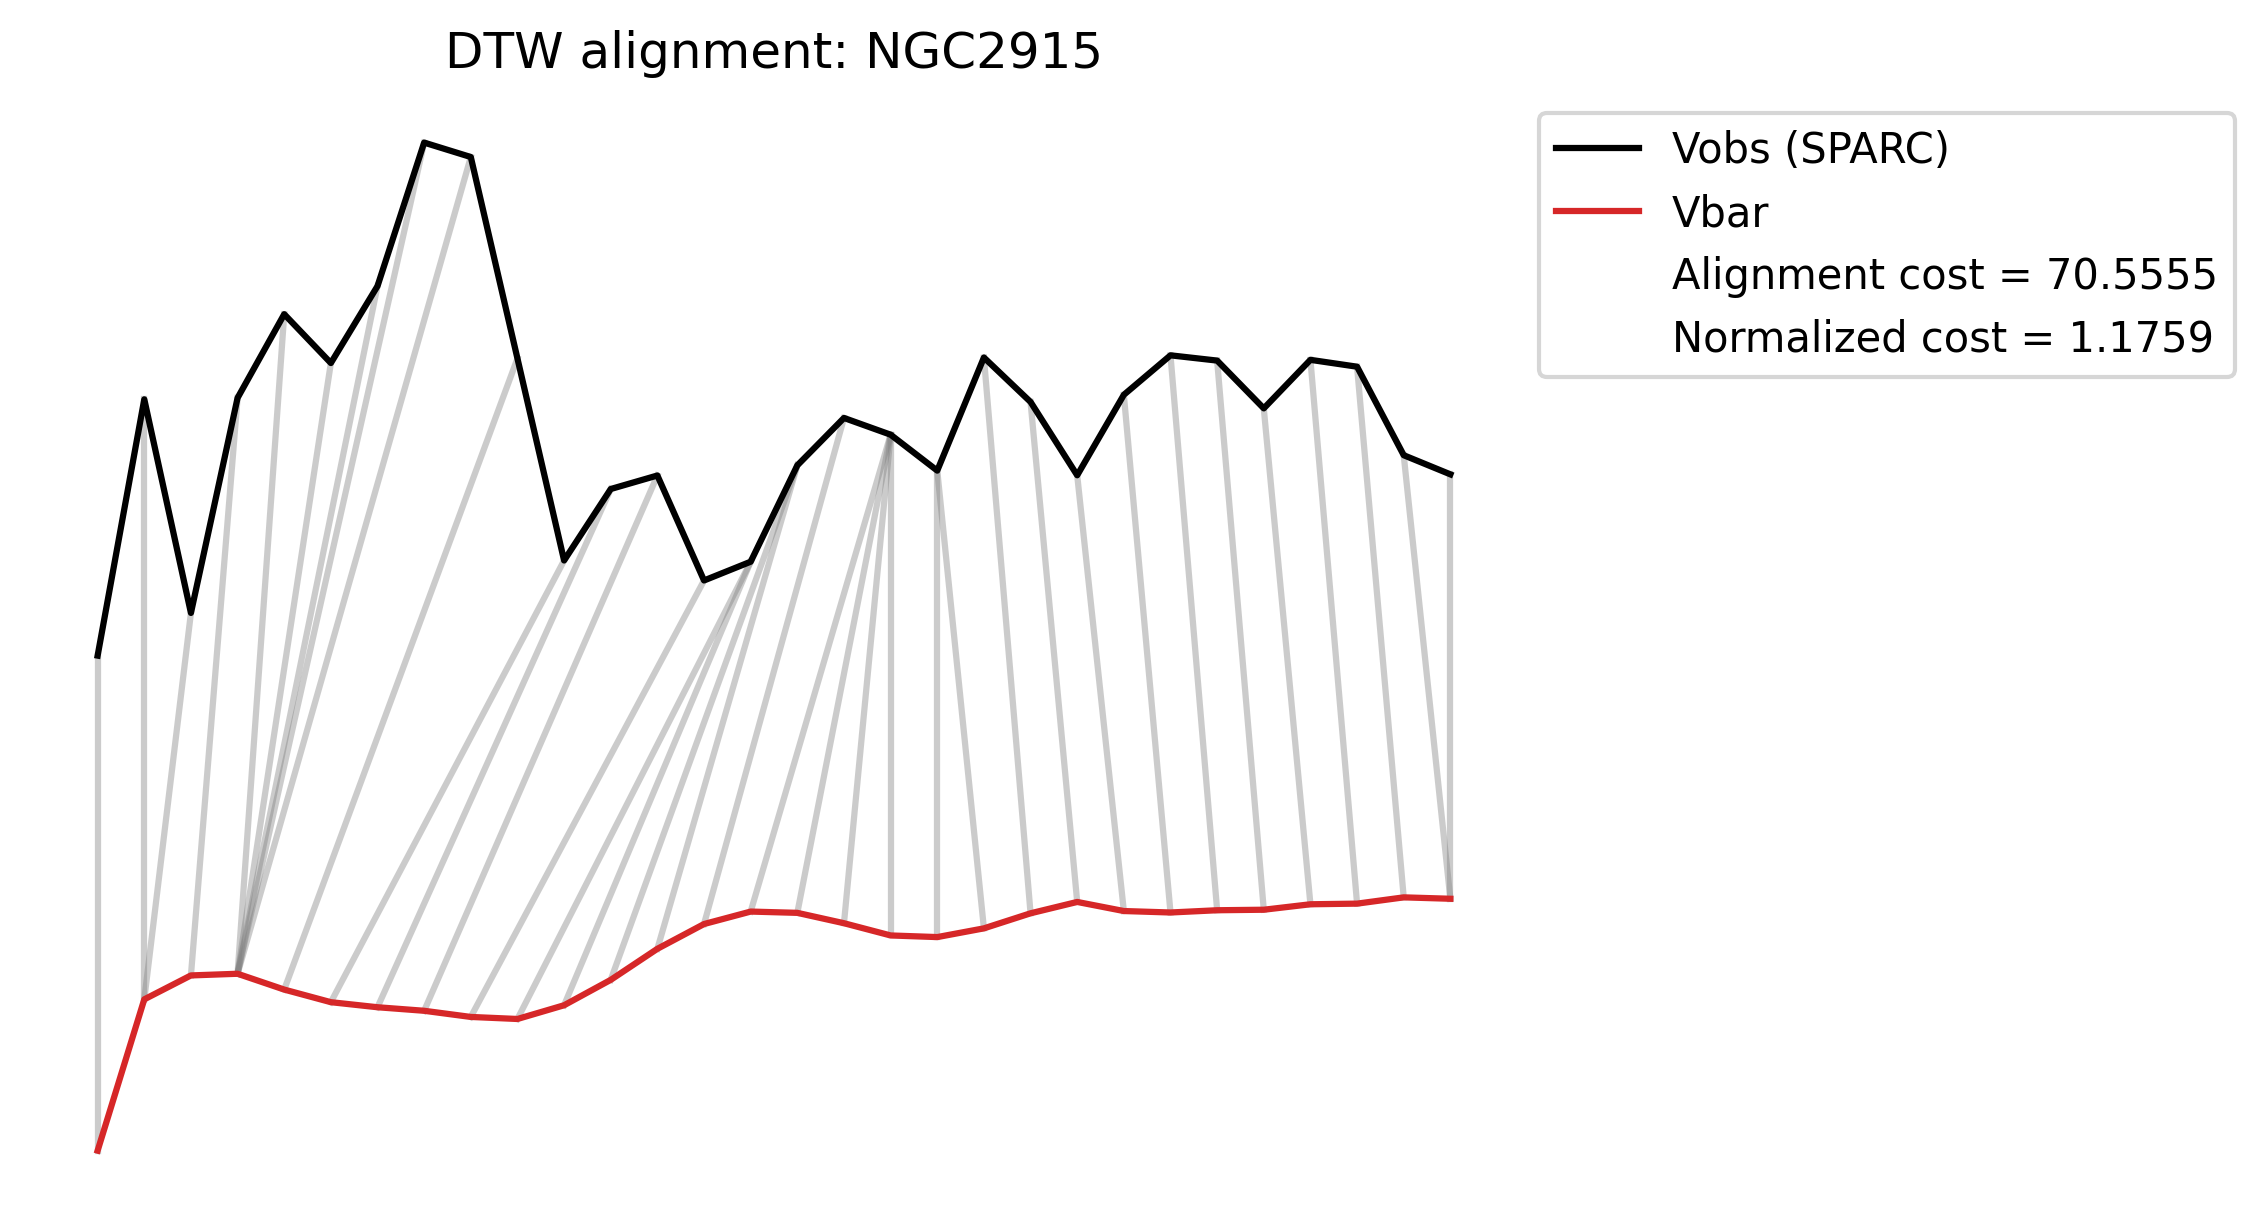 DTW alignment: NGC2915
Vobs (SPARC)
Vbar
Alignment cost = 70.5555
Normalized cost = 1.1759